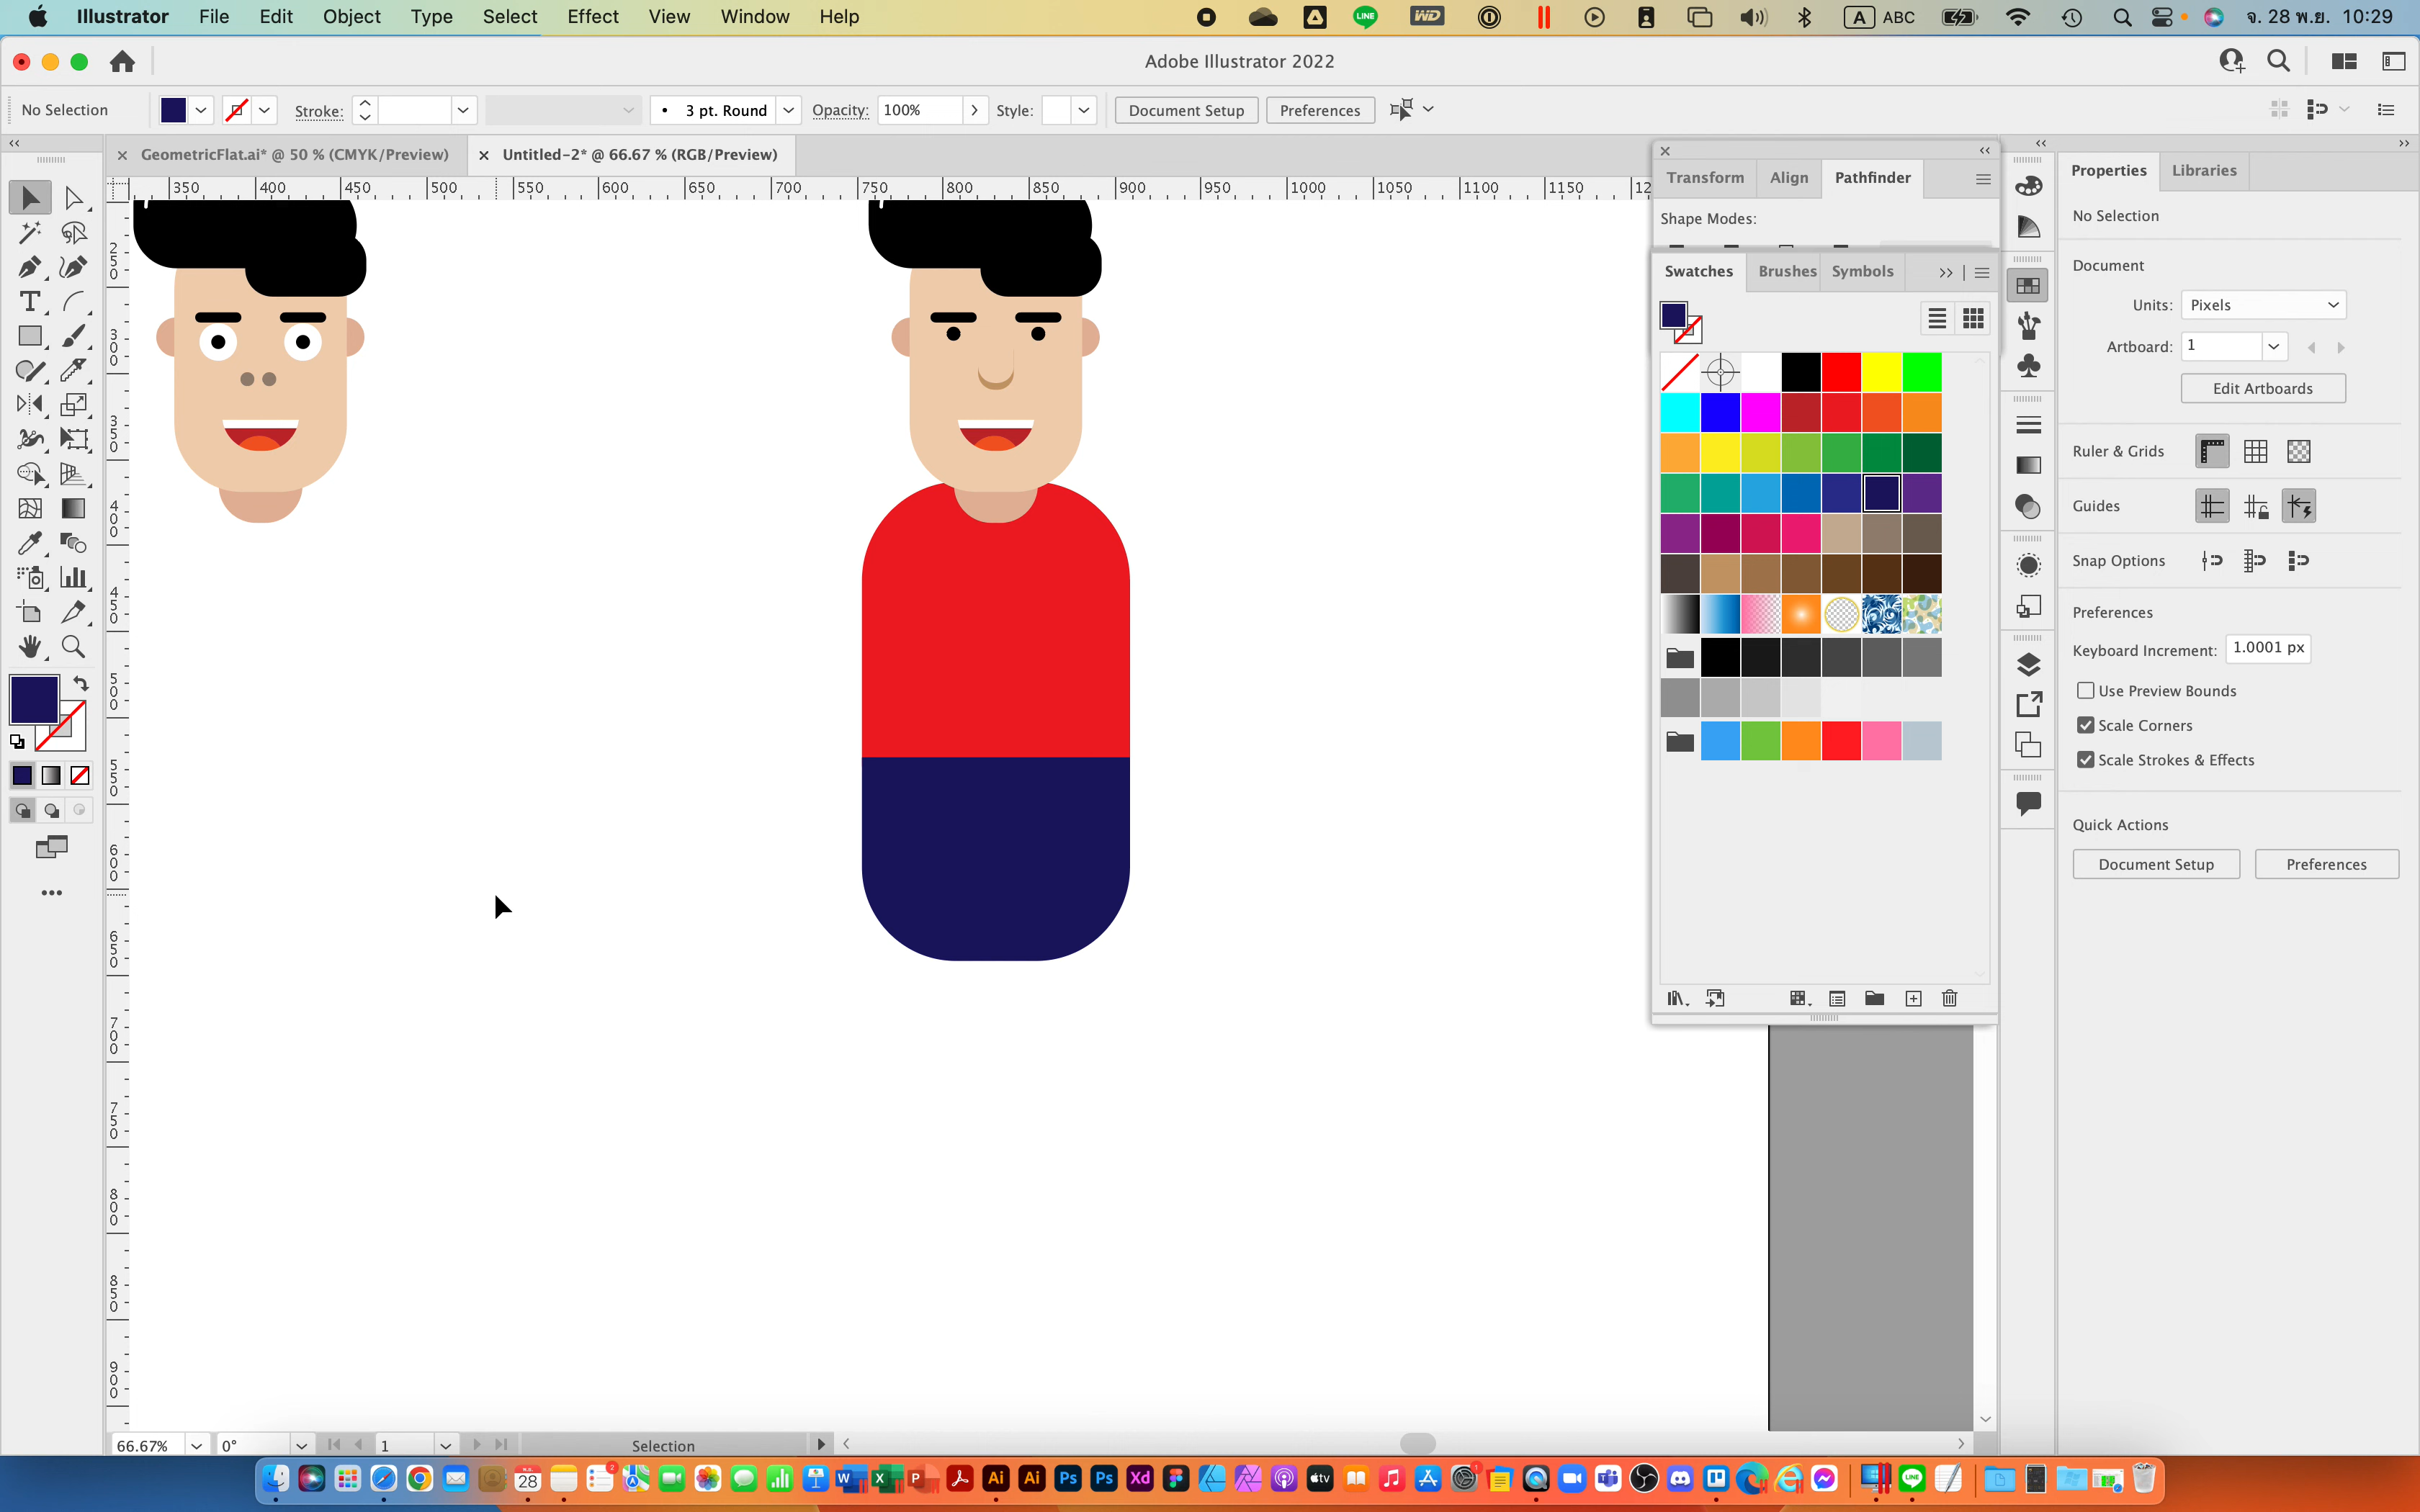 Illustrator File Edit Object Type Select Effect View Window Help
A ABC จ. 28 พ.ย. 10:29
Adobe Illustrator 2022
No Selection Stroke: 3 pt. Round Opacity: 100% Style: Document Setup Preferences
GeometricFlat.ai* @ 50 % (CMYK/Preview) Untitled-2* @ 66.67 % (RGB/Preview)
350 400 450 500 550 600 650 700 750 800 850 900 950 1000 1050 1100 1150 12
250
300
350
400
450
500
550
600
650
700
750
800
850
900
Transform Align Pathfinder
Shape Modes:
Swatches Brushes Symbols
Properties Libraries
No Selection
Document
Units: Pixels
Artboard: 1
Edit Artboards
Ruler & Grids
Guides
Snap Options
Preferences
Keyboard Increment: 1.0001 px
Use Preview Bounds
Scale Corners
Scale Strokes & Effects
Quick Actions
Document Setup Preferences
66.67% 0° 1 Selection